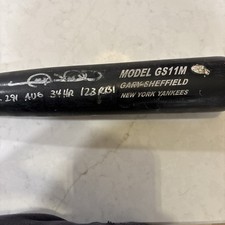 MODEL GS11M
GARY SHEFFIELD
NEW YORK YANKEES
291 AVG 34 HR 123 RBI